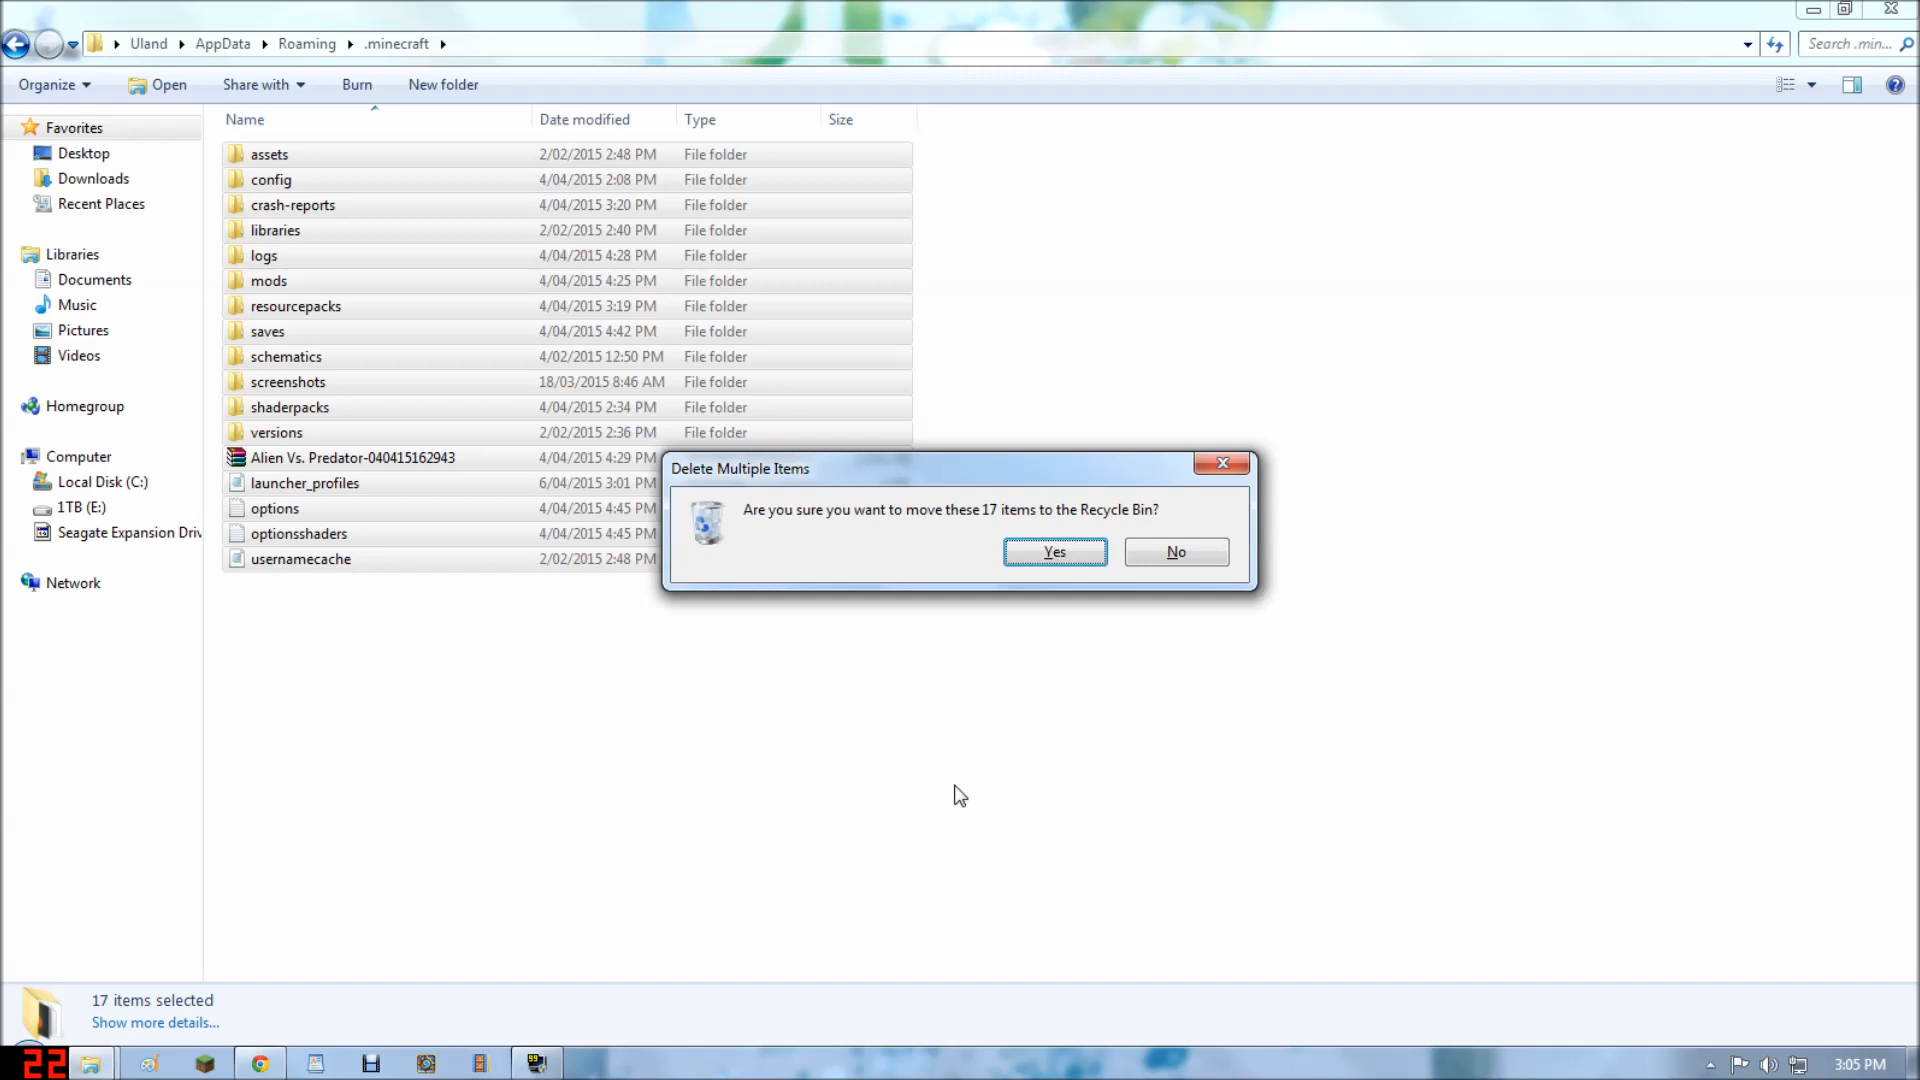 Uland AppData Roaming .minecraft Search .min...
Organize Open Share with Burn New folder
Name Date modified Type Size
Favorites
Desktop
Downloads
Recent Places
Libraries
Documents
Music
Pictures
Videos
Homegroup
Computer
Local Disk (C:)
1TB (E:)
Seagate Expansion Driv
Network
assets 2/02/2015 2:48 PM File folder
config 4/04/2015 2:08 PM File folder
crash-reports 4/04/2015 3:20 PM File folder
libraries 2/02/2015 2:40 PM File folder
logs 4/04/2015 4:28 PM File folder
mods 4/04/2015 4:25 PM File folder
resourcepacks 4/04/2015 3:19 PM File folder
saves 4/04/2015 4:42 PM File folder
schematics 4/02/2015 12:50 PM File folder
screenshots 18/03/2015 8:46 AM File folder
shaderpacks 4/04/2015 2:34 PM File folder
versions 2/02/2015 2:36 PM File folder
Alien Vs. Predator-040415162943 4/04/2015 4:29 PM
launcher_profiles 6/04/2015 3:01 PM
options 4/04/2015 4:45 PM
optionsshaders 4/04/2015 4:45 PM
usernamecache 2/02/2015 2:48 PM
Delete Multiple Items
Are you sure you want to move these 17 items to the Recycle Bin?
Yes No
17 items selected
Show more details...
22 99 3:05 PM